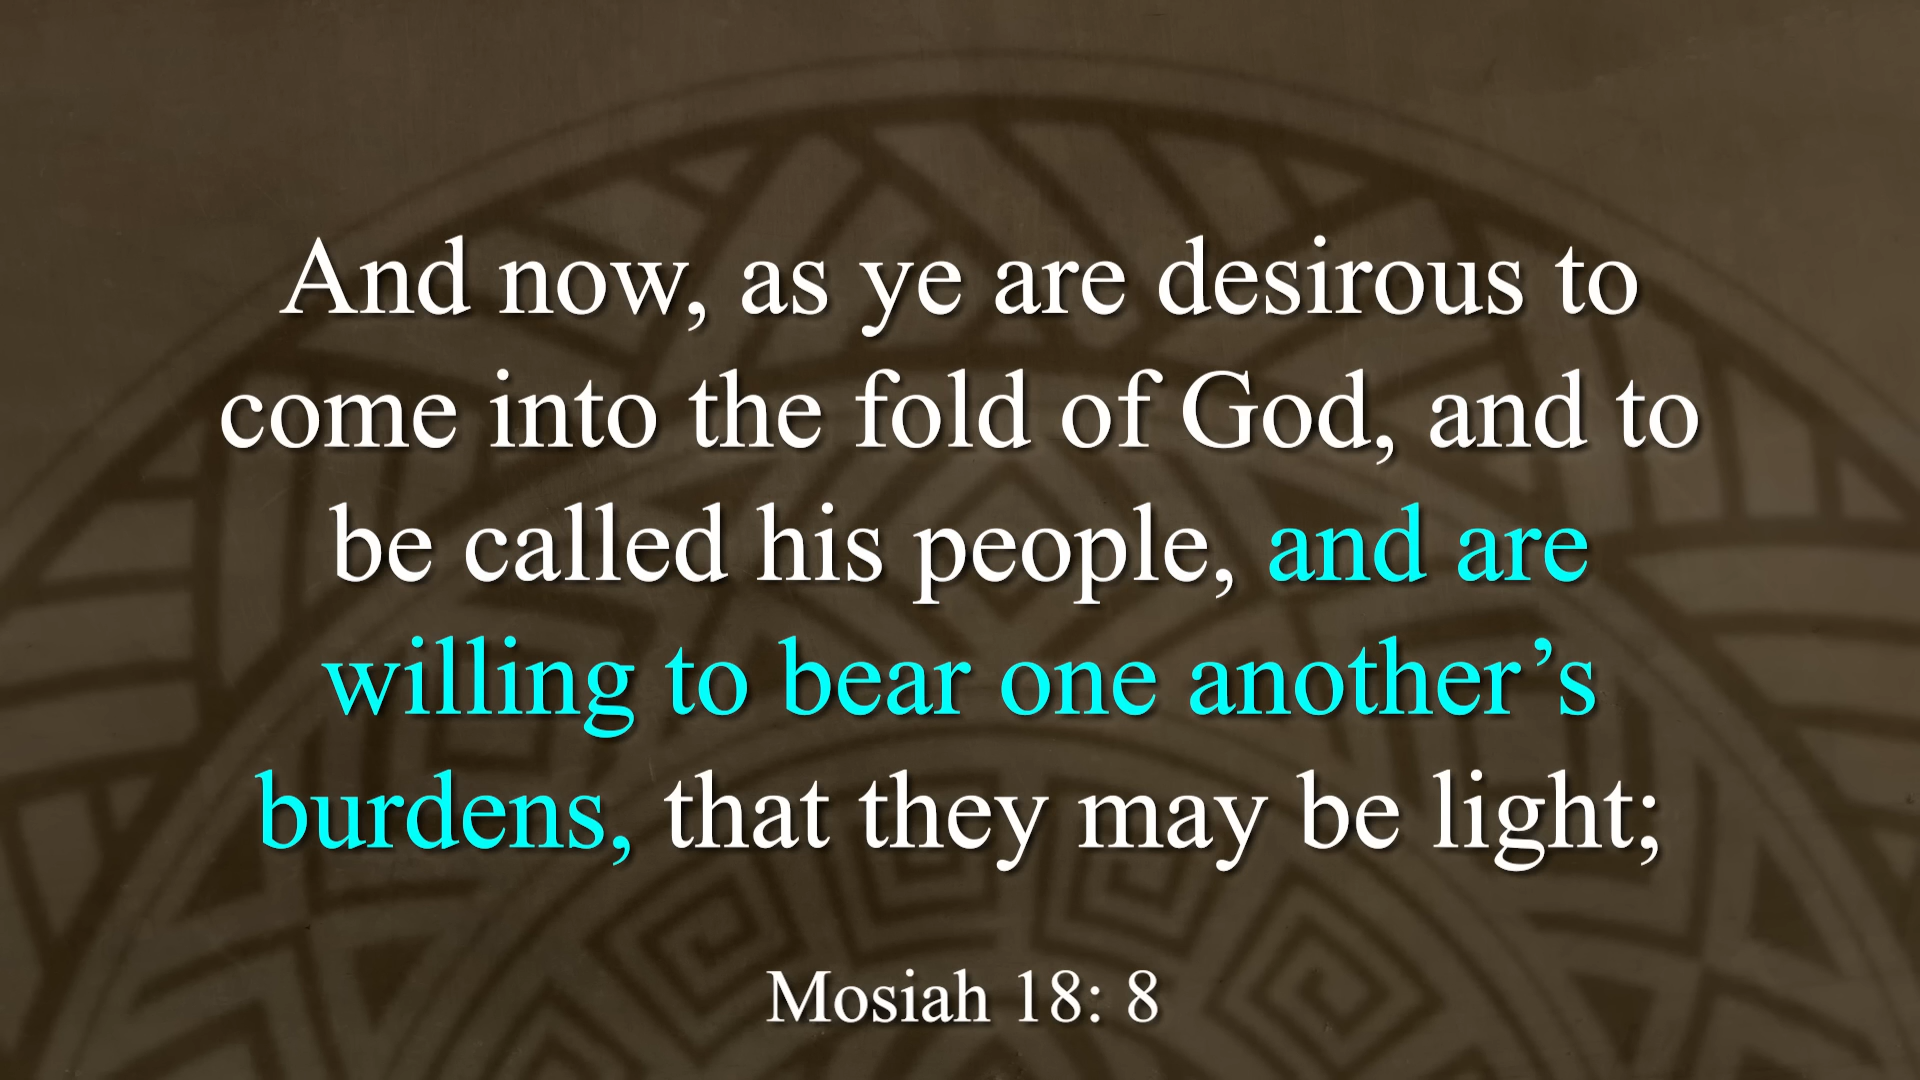 And now, as ye are desirous to
come into the fold of God, and to
be called his people, and are
willing to bear one another’s
burdens, that they may be light;
Mosiah 18: 8